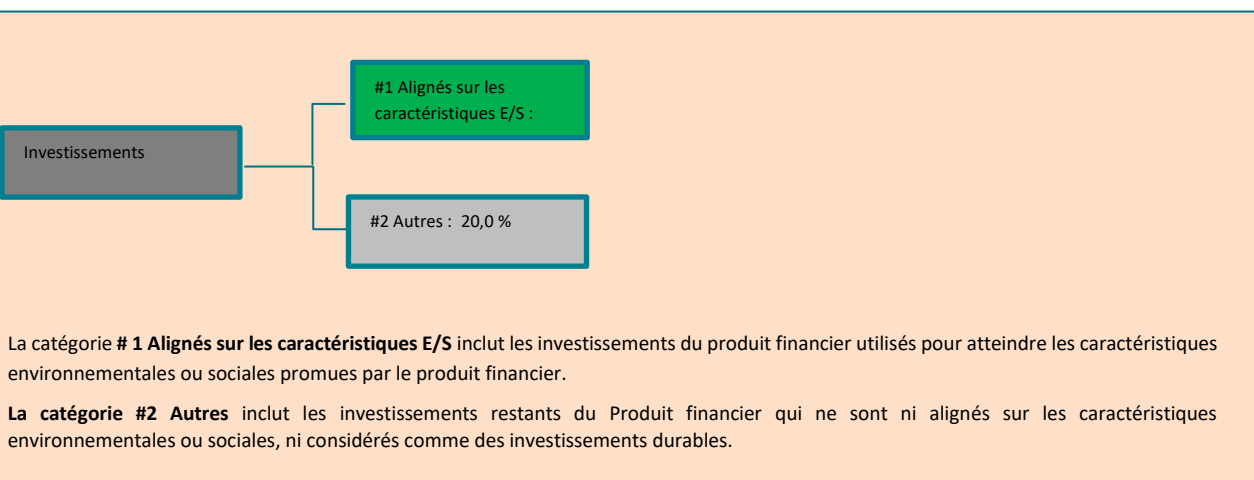 #1 Alignés sur les
caractéristiques E/S :
Investissements
#2 Autres : 20,0 %
La catégorie # 1 Alignés sur les caractéristiques E/S inclut les investissements du produit financier utilisés pour atteindre les caractéristiques
environnementales ou sociales promues par le produit financier.
La catégorie #2 Autres inclut les investissements restants du Produit financier qui ne sont ni alignés sur les caractéristiques
environnementales ou sociales, ni considérés comme des investissements durables.